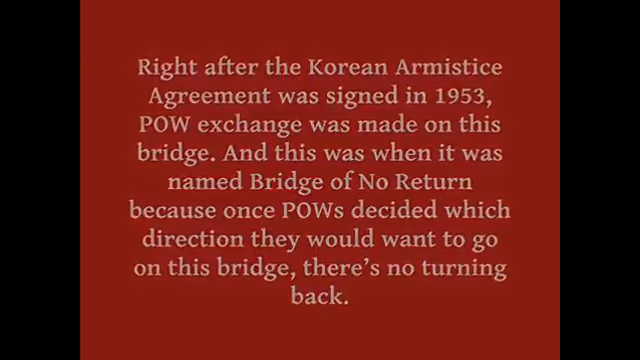 Right after the Korean Armistice
Agreement was signed in 1953,
POW exchange was made on this
bridge. And this was when it was
named Bridge of No Return
because once POWs decided which
direction they would want to go
on this bridge, there’s no turning
back.